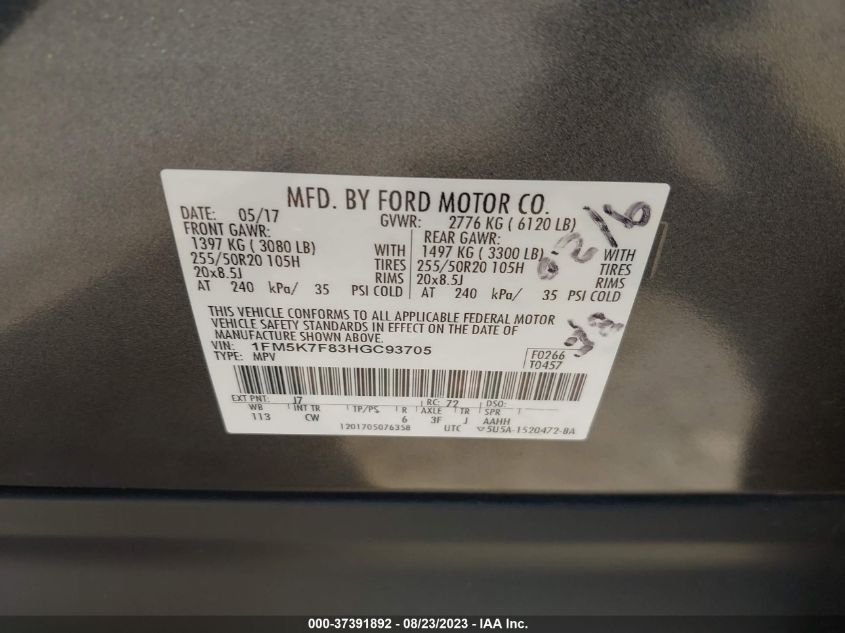 MFD. BY FORD MOTOR CO.
DATE: 05/17 GVWR: 2776 KG ( 6120 LB)
FRONT GAWR: REAR GAWR:
1397 KG ( 3080 LB) WITH 1497 KG ( 3300 LB) WITH
255/50R20 105H TIRES 255/50R20 105H TIRES
20x8.5J RIMS 20x8.5J RIMS
AT 240 kPa/ 35 PSI COLD AT 240 kPa/ 35 PSI COLD
THIS VEHICLE CONFORMS TO ALL APPLICABLE FEDERAL MOTOR
VEHICLE SAFETY STANDARDS IN EFFECT ON THE DATE OF
MANUFACTURE SHOWN ABOVE.
VIN: 1FM5K7F83HGC93705 F0266
TYPE: MPV T0457
EXT PNT: J7 RC: 72 DSO:
WB INT TR TP/PS R AXLE TR SPR
113 CW 6 3F J AAHH
1201705076358 UTC 5U5A-1520472-BA
000-37391892 / 08/23/2023 - Copyright © IAA, Inc.